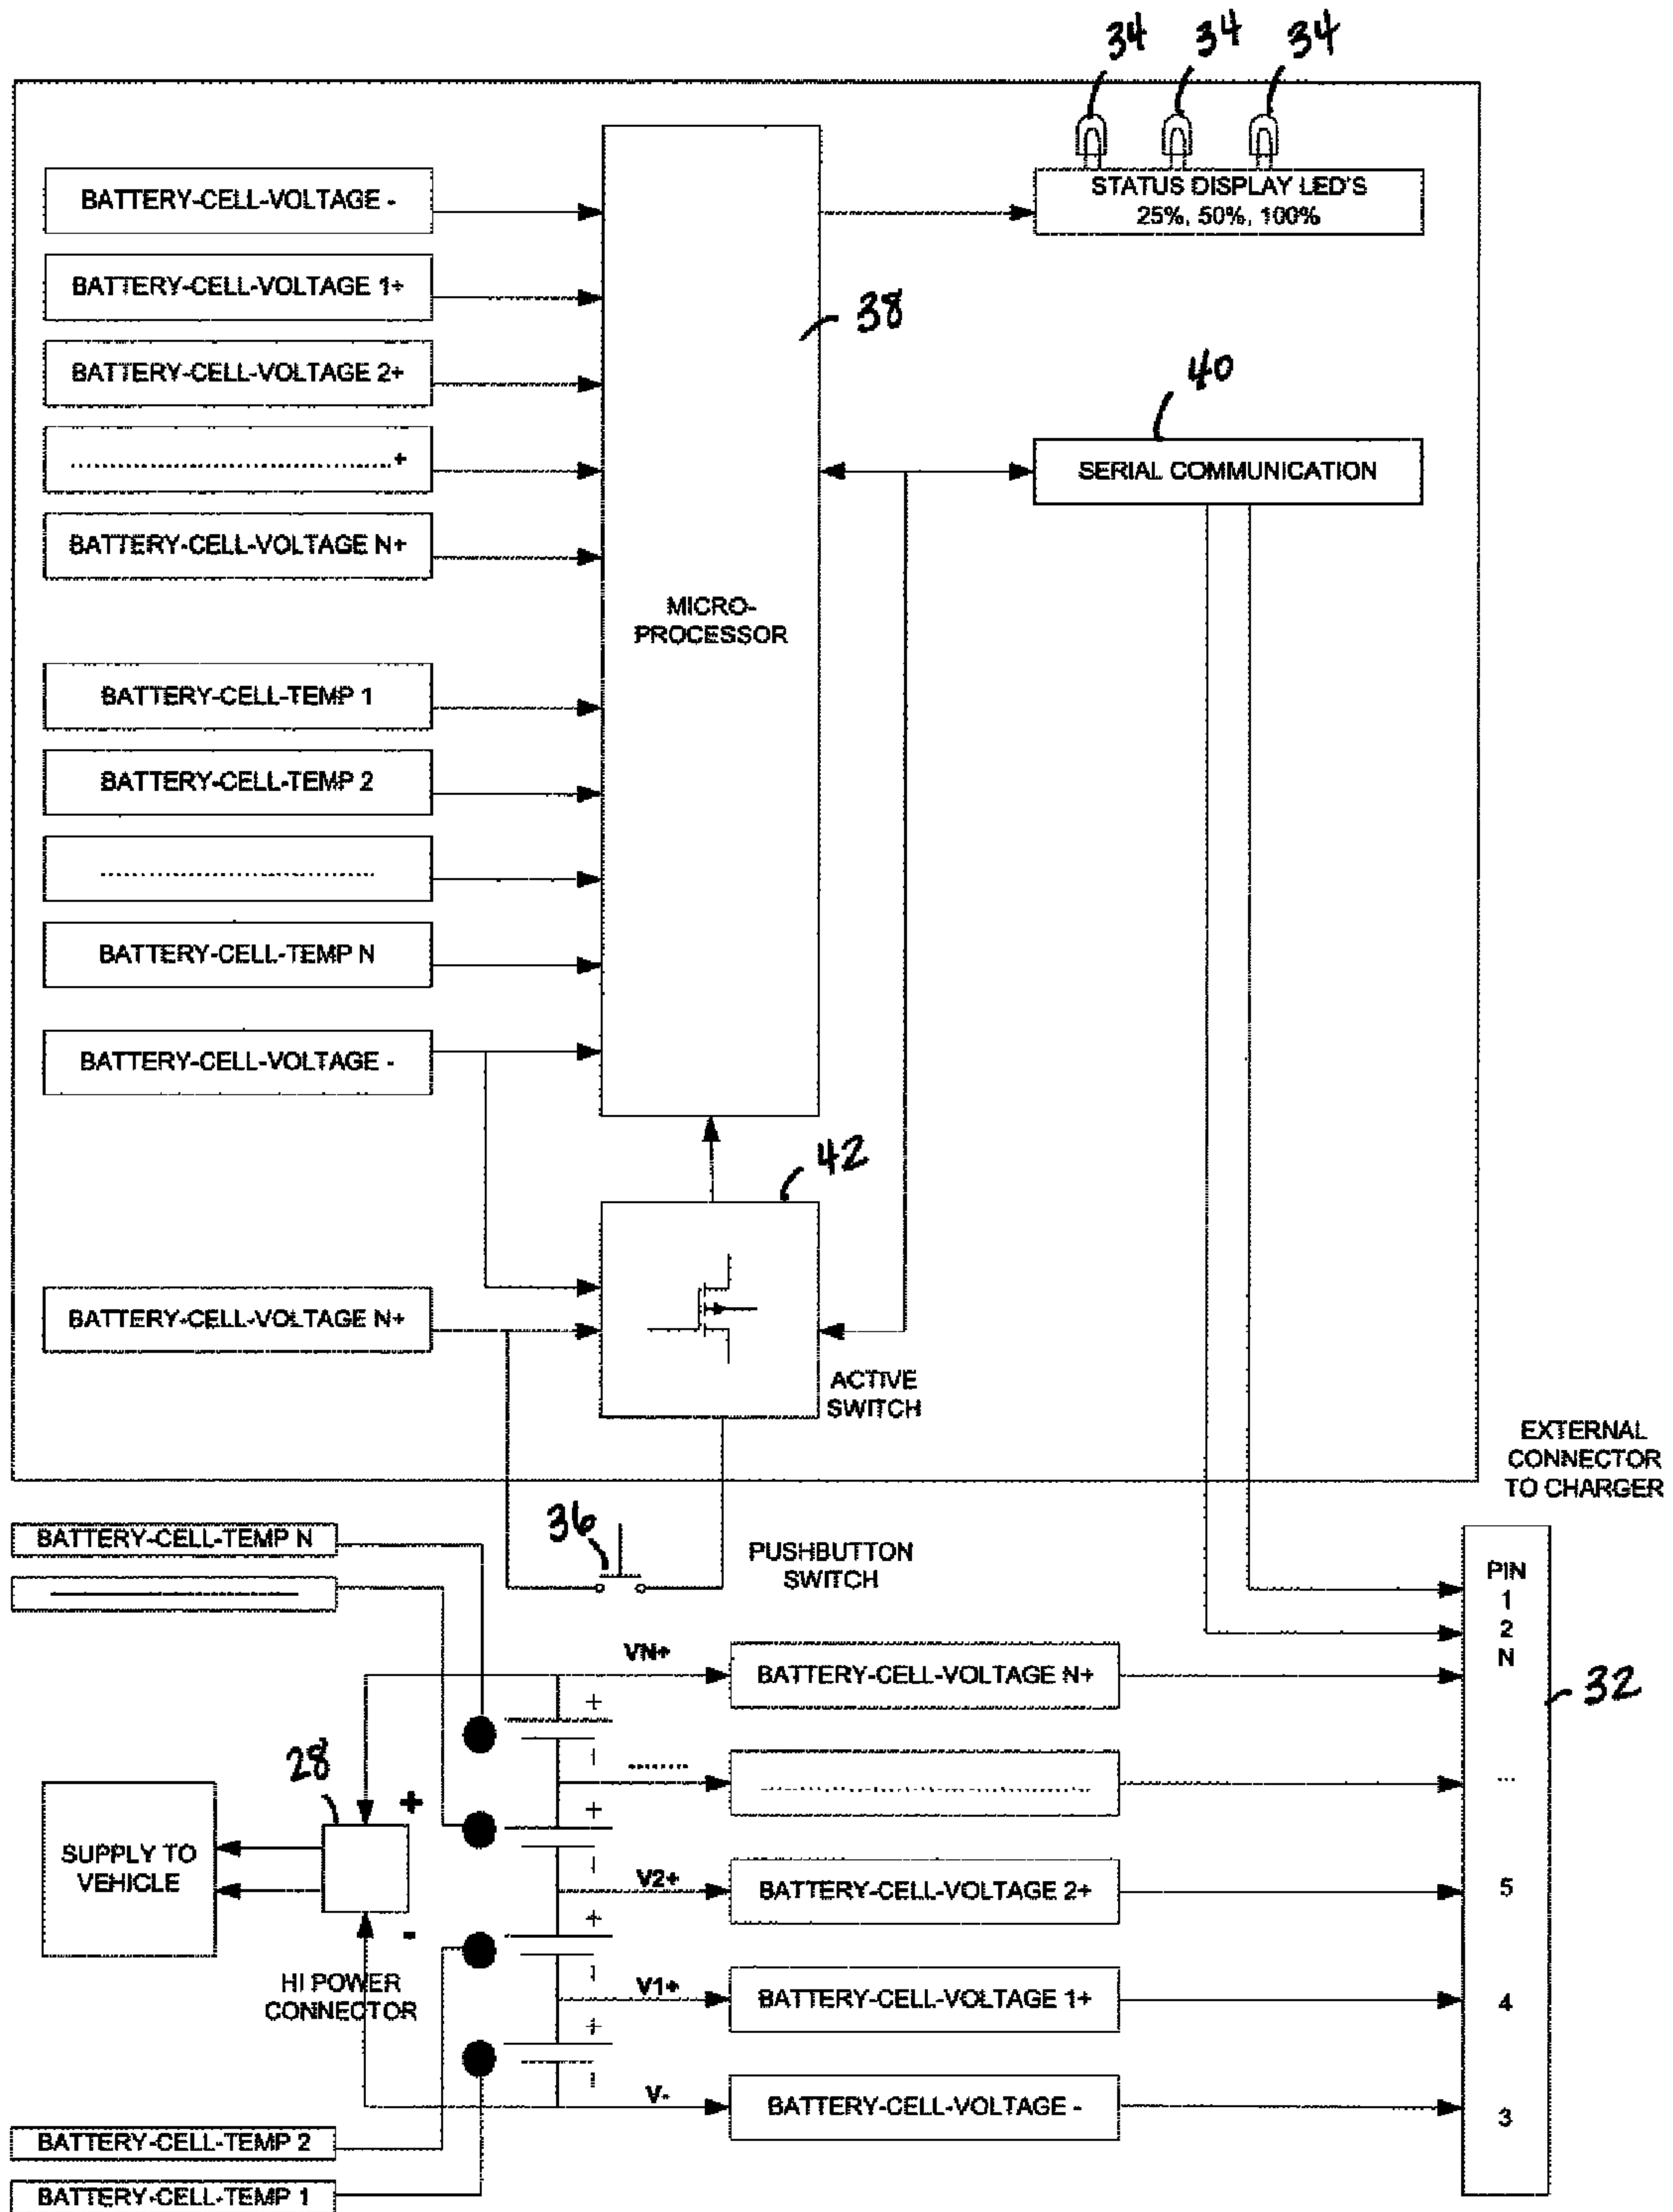 34 34 34
BATTERY-CELL-VOLTAGE -
STATUS DISPLAY LED'S
25%, 50%, 100%
BATTERY-CELL-VOLTAGE 1+
38
BATTERY-CELL-VOLTAGE 2+
40
....................................+
SERIAL COMMUNICATION
BATTERY-CELL-VOLTAGE N+
MICRO-
PROCESSOR
BATTERY-CELL-TEMP 1
BATTERY-CELL-TEMP 2
..............................
BATTERY-CELL-TEMP N
BATTERY-CELL-VOLTAGE -
42
BATTERY-CELL-VOLTAGE N+
ACTIVE
SWITCH
EXTERNAL
CONNECTOR
TO CHARGER
BATTERY-CELL-TEMP N
36
PUSHBUTTON
SWITCH
PIN
1
2
N
VN+
BATTERY-CELL-VOLTAGE N+
32
+
-
28
........
..............................
...
+
+
-
SUPPLY TO
VEHICLE
V2+
BATTERY-CELL-VOLTAGE 2+
5
+
-
-
HI POWER
CONNECTOR
V1+
BATTERY-CELL-VOLTAGE 1+
4
+
-
V-
BATTERY-CELL-VOLTAGE -
3
BATTERY-CELL-TEMP 2
BATTERY-CELL-TEMP 1